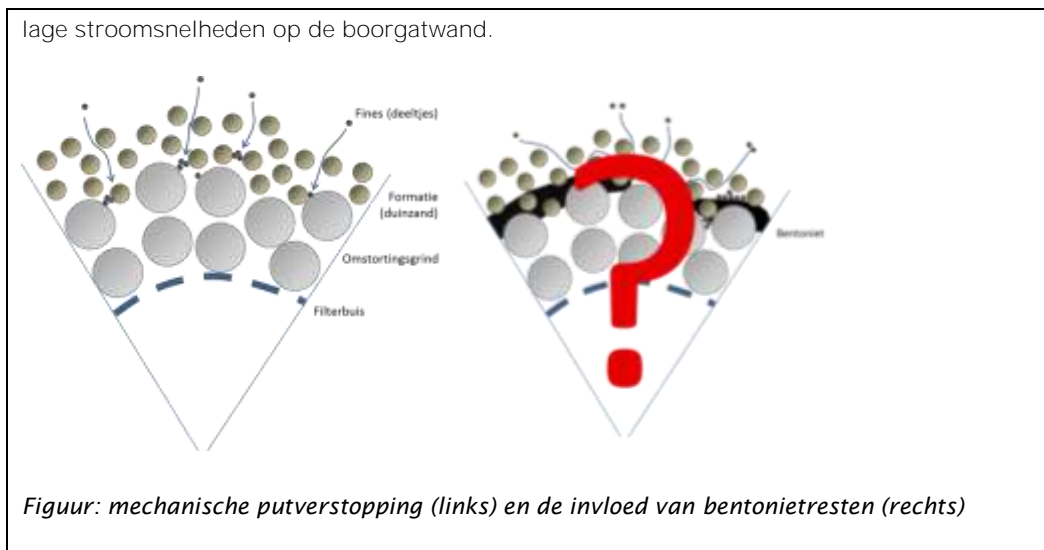 lage stroomsnelheden op de boorgatwand.
Fines (deeltjes)
Formatie
(duinzand)
Omstortingsgrind
Filterbuis
Bentoniet
?
Figuur: mechanische putverstopping (links) en de invloed van bentonietresten (rechts)